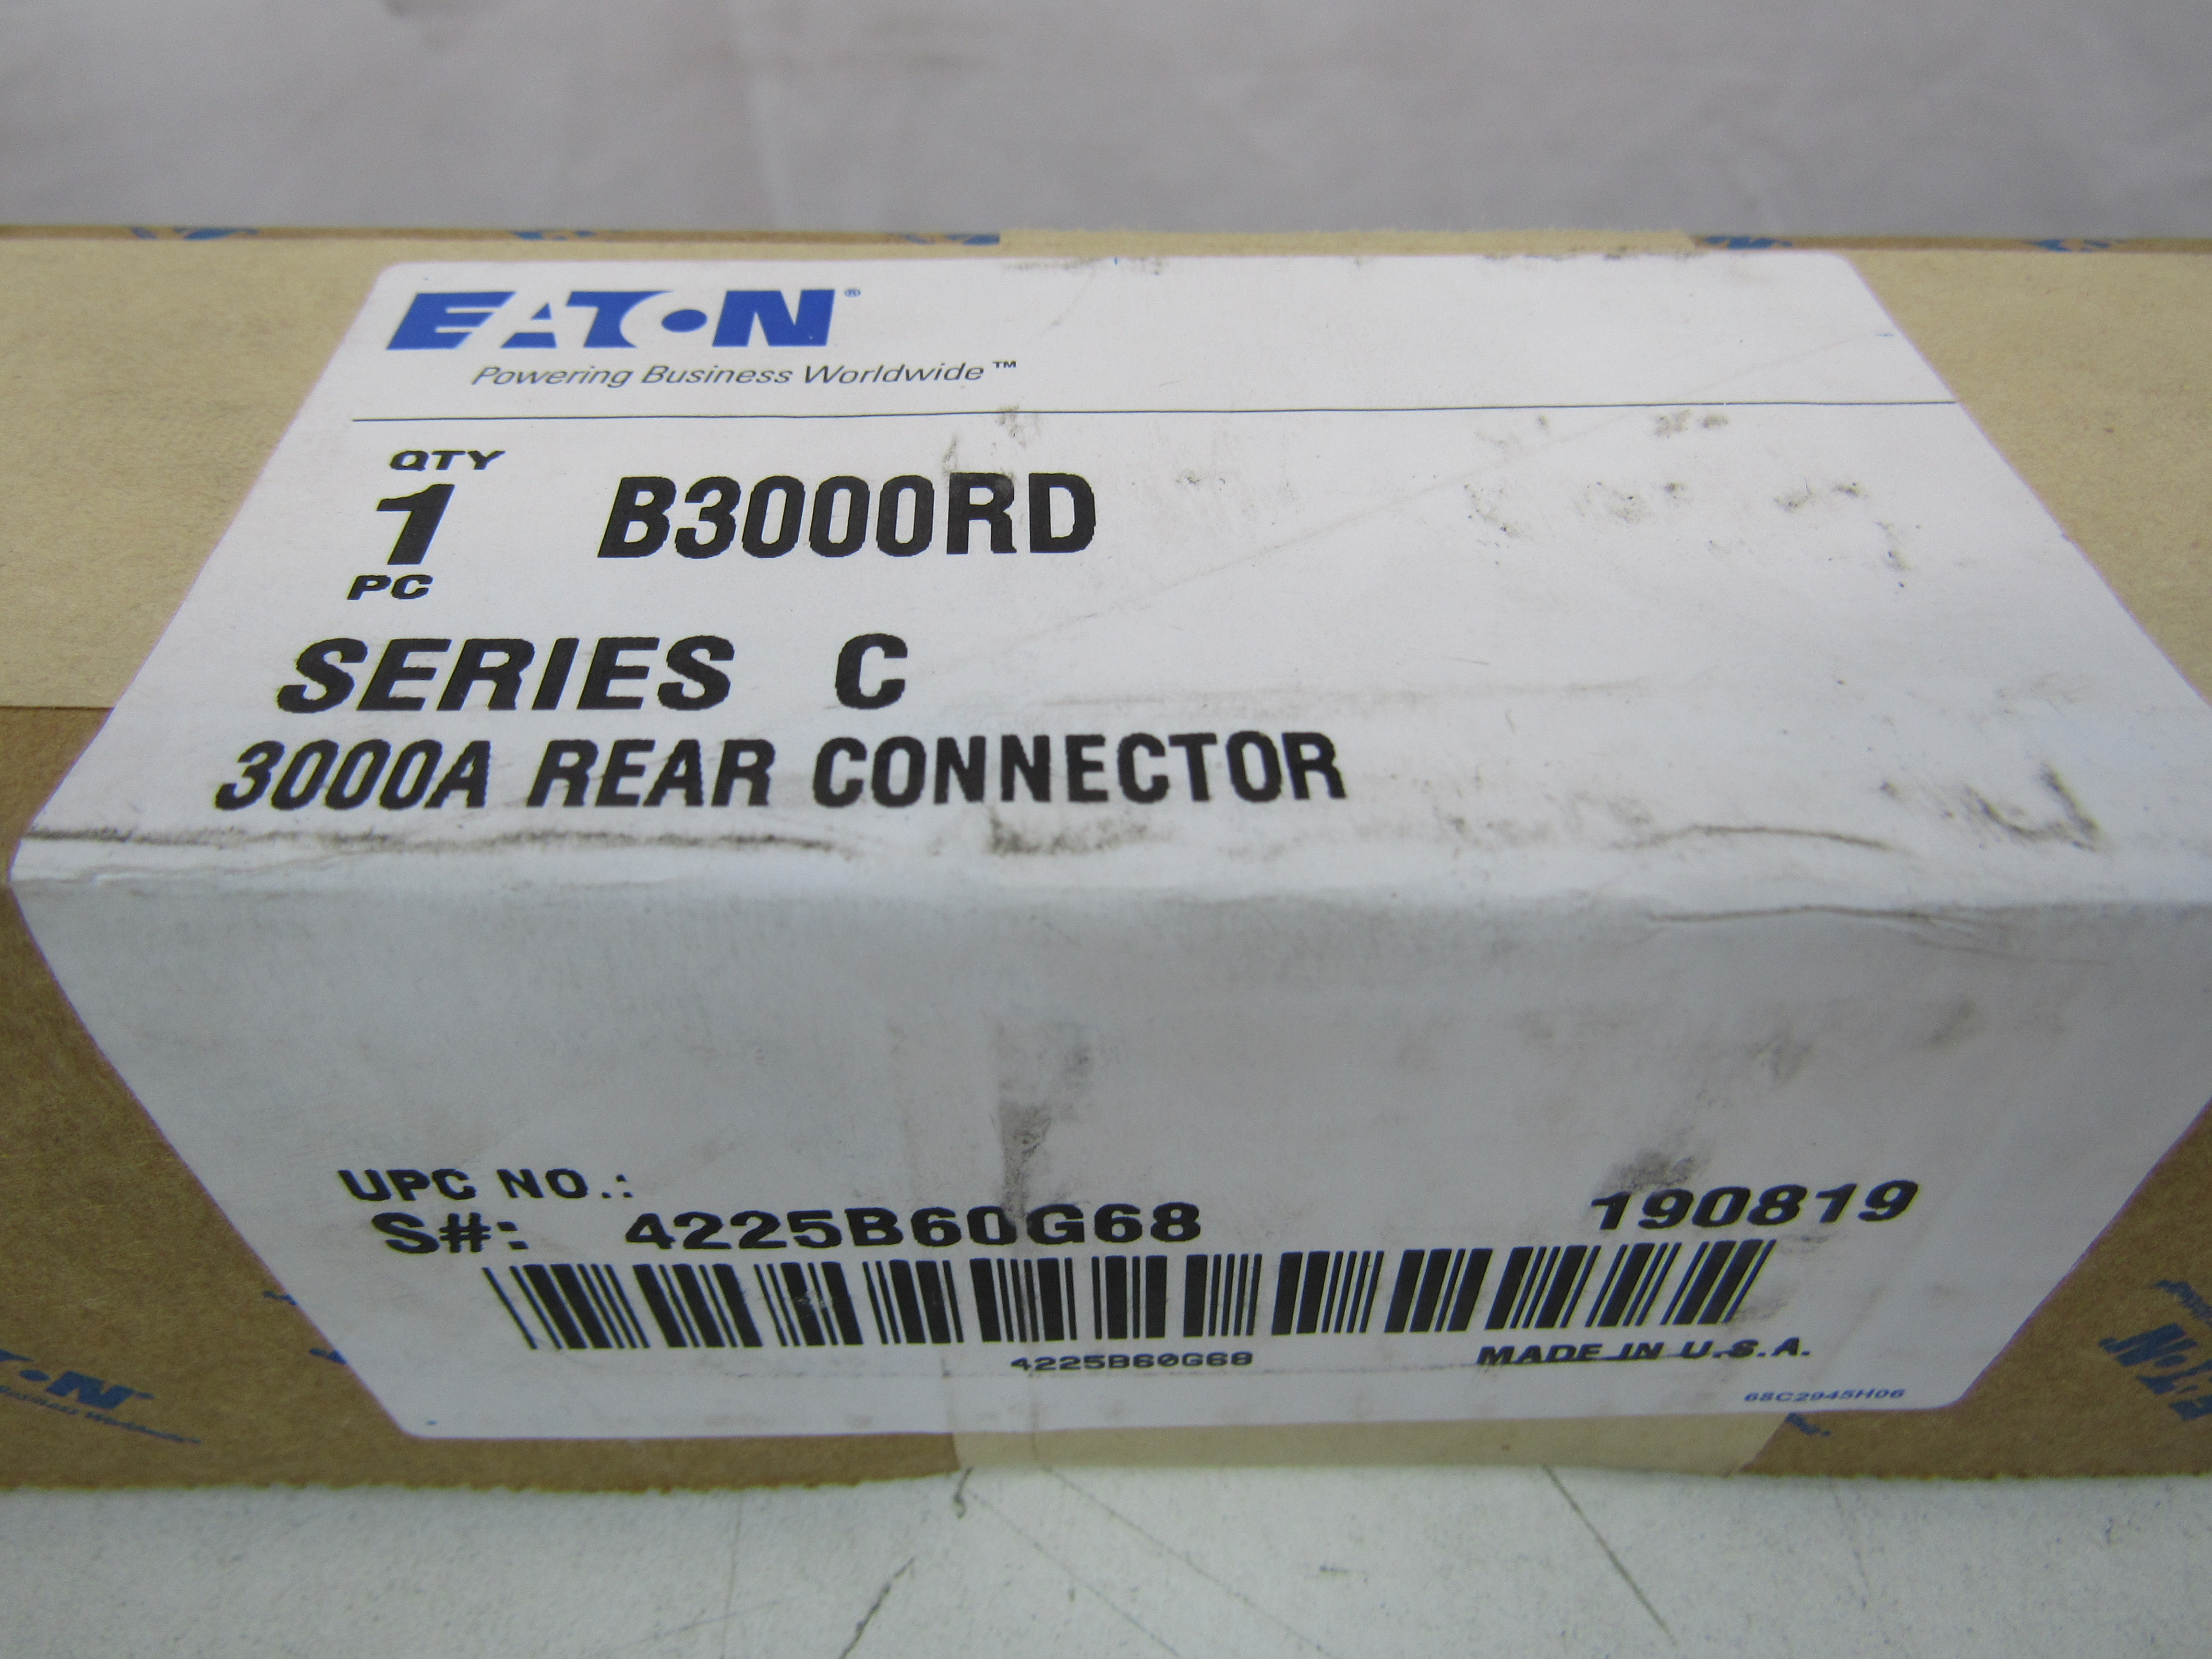 EATON®
Powering Business Worldwide™
QTY
1
PC
B3000RD
SERIES C
3000A REAR CONNECTOR
UPC NO.:
S#: 4225B60G68
190819
4225B60G68
MADE IN U.S.A.
68C2945H06